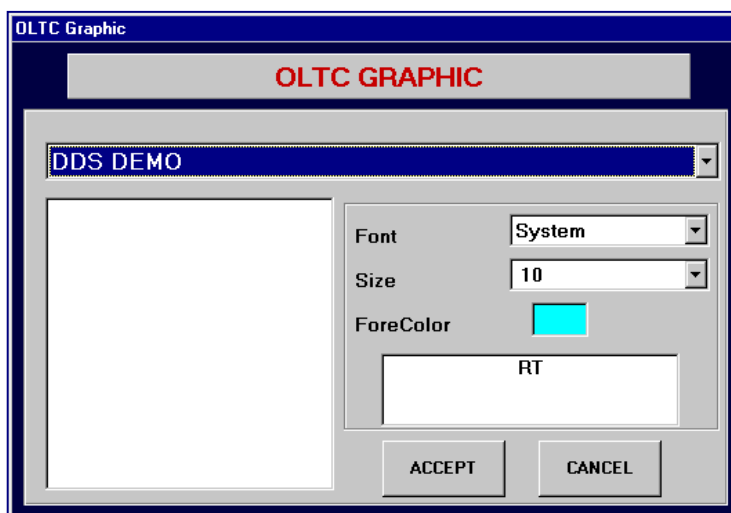 OLTC Graphic
OLTC GRAPHIC
DDS DEMO
Font System
Size 10
ForeColor
RT
ACCEPT CANCEL